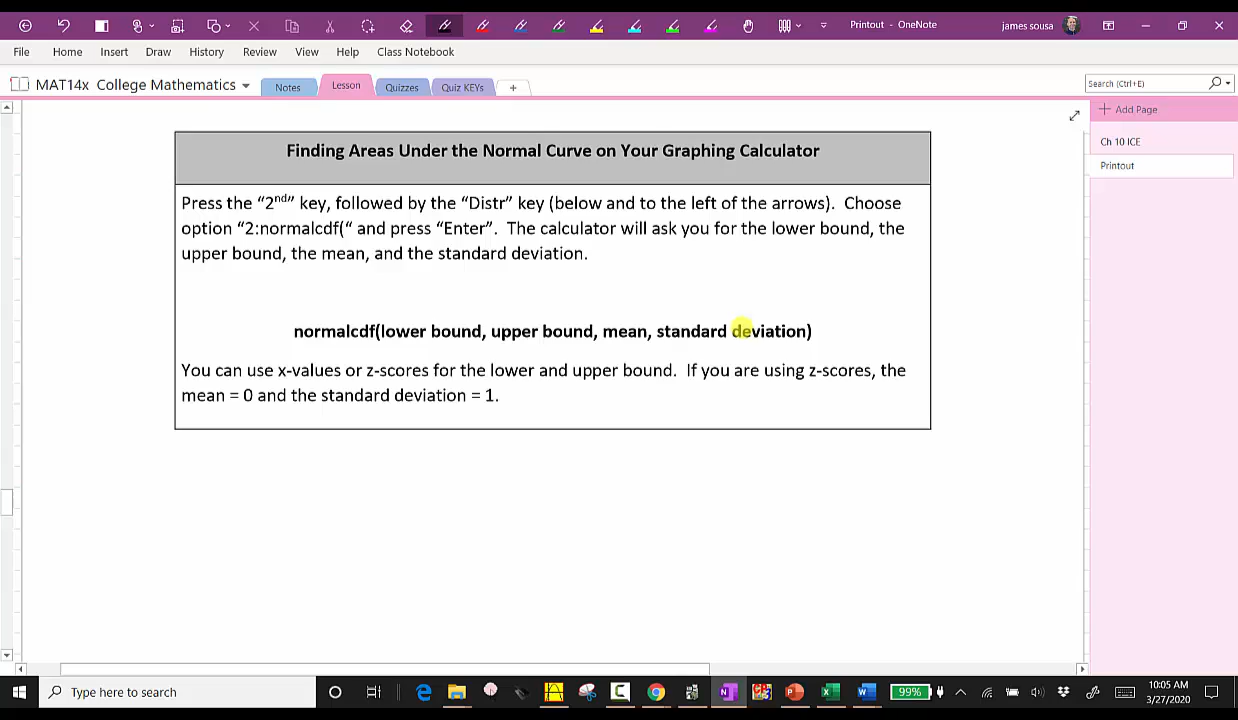 Printout - OneNote
james sousa
File Home Insert Draw History Review View Help Class Notebook
MAT14x College Mathematics
Notes Lesson Quizzes Quiz KEYs +
Search (Ctrl+E)
Add Page
Ch 10 ICE
Printout
Finding Areas Under the Normal Curve on Your Graphing Calculator
Press the “2nd” key, followed by the “Distr” key (below and to the left of the arrows). Choose
option “2:normalcdf(“ and press “Enter”. The calculator will ask you for the lower bound, the
upper bound, the mean, and the standard deviation.
normalcdf(lower bound, upper bound, mean, standard deviation)
You can use x-values or z-scores for the lower and upper bound. If you are using z-scores, the
mean = 0 and the standard deviation = 1.
Type here to search
99%
10:05 AM
3/27/2020